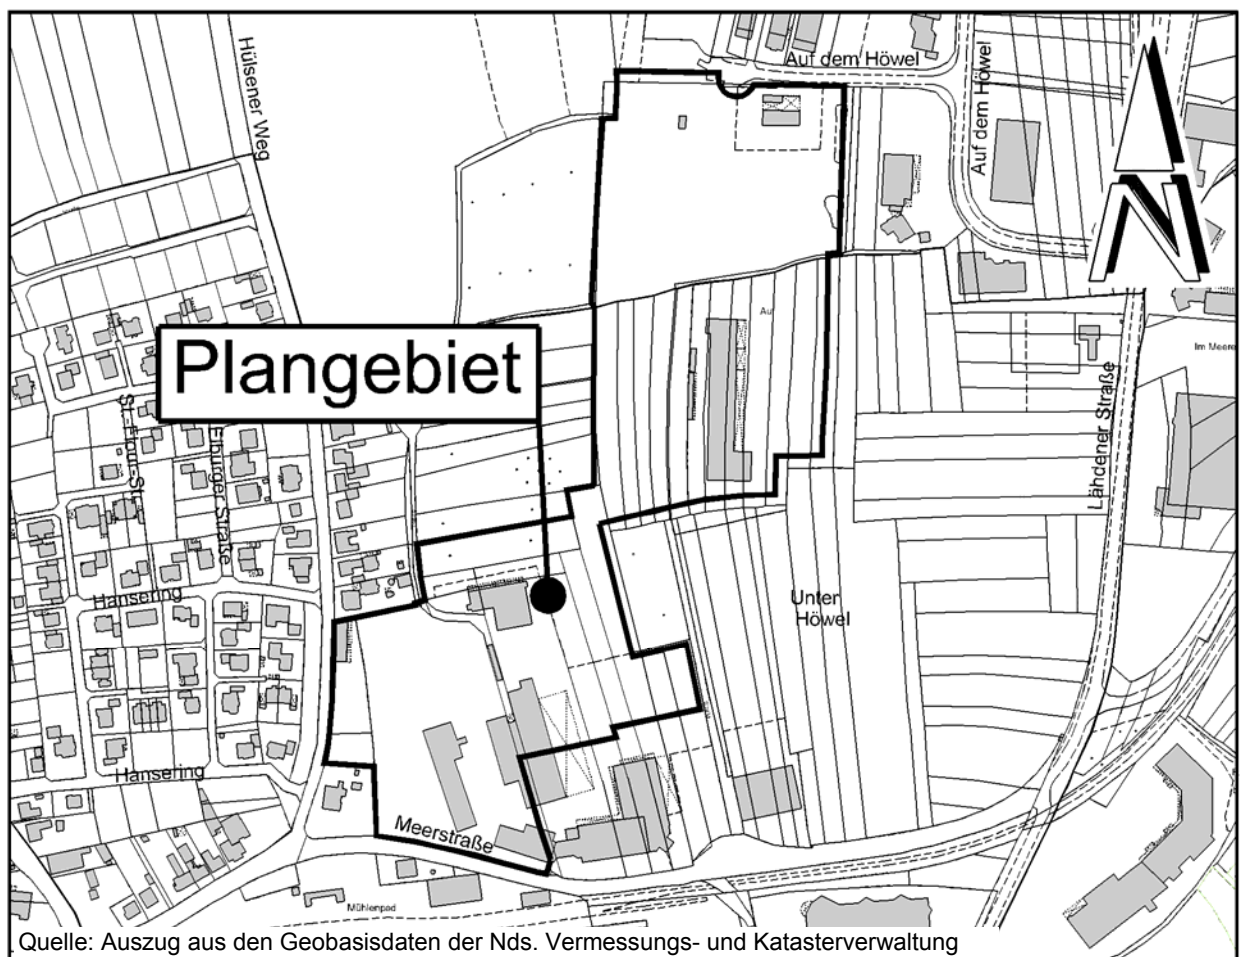 Hülsener Weg
Auf dem Höwel
Auf dem Höwel
N
Plangebiet
Im Meere
Lähdener Straße
Elburger Straße
Hansering
Unter
Höwel
Hansering
Meerstraße
Mühlenpad
Quelle: Auszug aus den Geobasisdaten der Nds. Vermessungs- und Katasterverwaltung